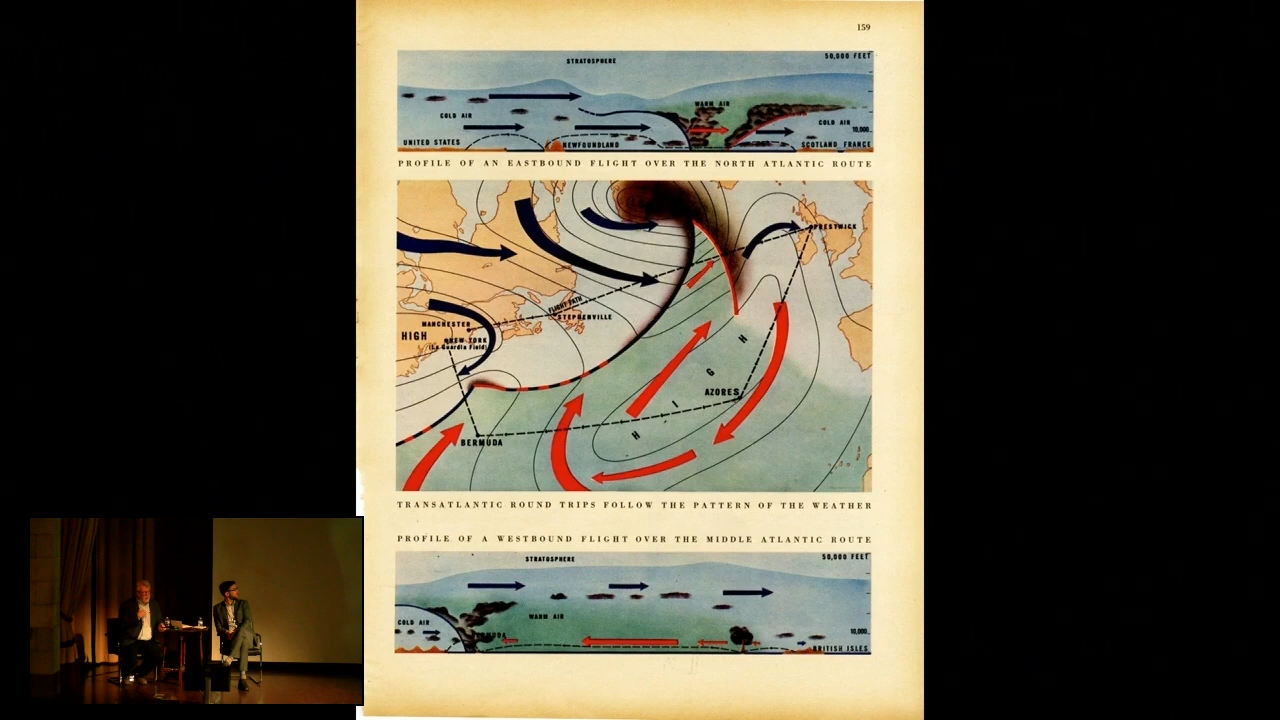 159
STRATOSPHERE
50,000 FEET
WARM AIR
COLD AIR
COLD AIR
10,000
UNITED STATES
NEWFOUNDLAND
SCOTLAND FRANCE
PROFILE OF AN EASTBOUND FLIGHT OVER THE NORTH ATLANTIC ROUTE
PRESTWICK
FLIGHT PATH
STEPHENVILLE
MANCHESTER
HIGH
NEW YORK
(La Guardia Field)
AZORES
HIGH
BERMUDA
TRANSATLANTIC ROUND TRIPS FOLLOW THE PATTERN OF THE WEATHER
PROFILE OF A WESTBOUND FLIGHT OVER THE MIDDLE ATLANTIC ROUTE
STRATOSPHERE
50,000 FEET
WARM AIR
COLD AIR
BERMUDA
10,000
BRITISH ISLES